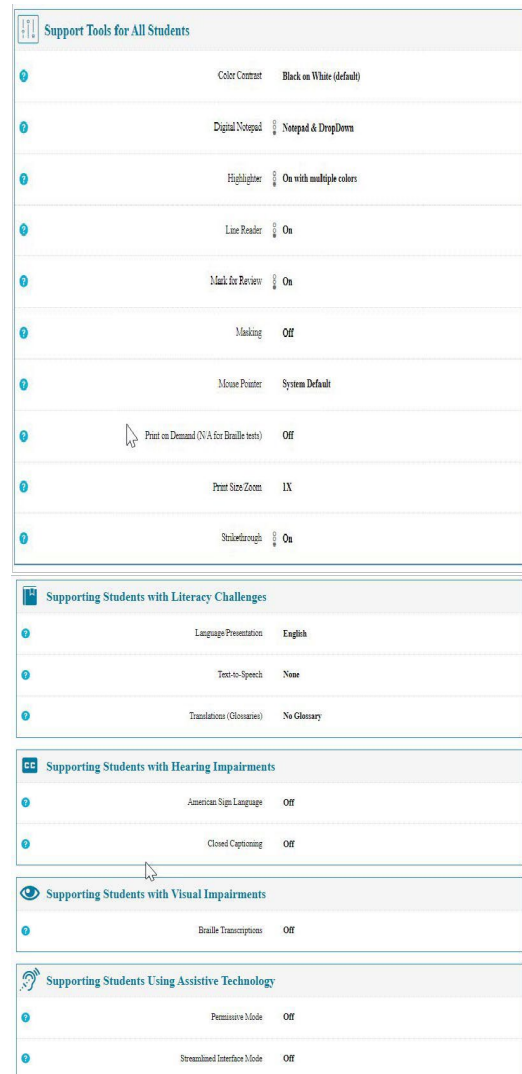 Support Tools for All Students
Color Contrast Black on White (default)
Digital Notepad Notepad & DropDown
Highlighter On with multiple colors
Line Reader On
Mark for Review On
Masking Off
Mouse Pointer System Default
Print on Demand (N/A for Braille tests) Off
Print Size/Zoom 1X
Strikethrough On
Supporting Students with Literacy Challenges
Language/Presentation English
Text-to-Speech None
Translations (Glossaries) No Glossary
CC Supporting Students with Hearing Impairments
American Sign Language Off
Closed Captioning Off
Supporting Students with Visual Impairments
Braille Transcriptions Off
Supporting Students Using Assistive Technology
Permissive Mode Off
Streamlined Interface Mode Off